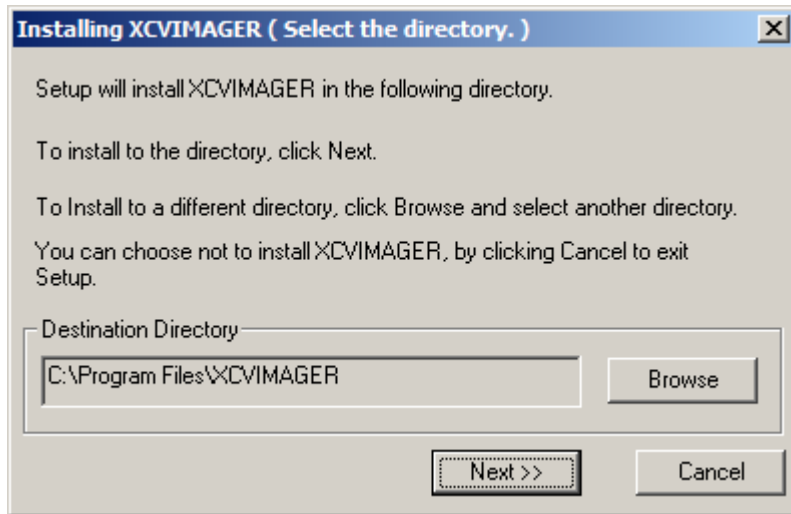 Installing XCVIMAGER ( Select the directory. )
Setup will install XCVIMAGER in the following directory.
To install to the directory, click Next.
To Install to a different directory, click Browse and select another directory.
You can choose not to install XCVIMAGER, by clicking Cancel to exit
Setup.
Destination Directory
C:\Program Files\XCVIMAGER
Browse
Next >>
Cancel